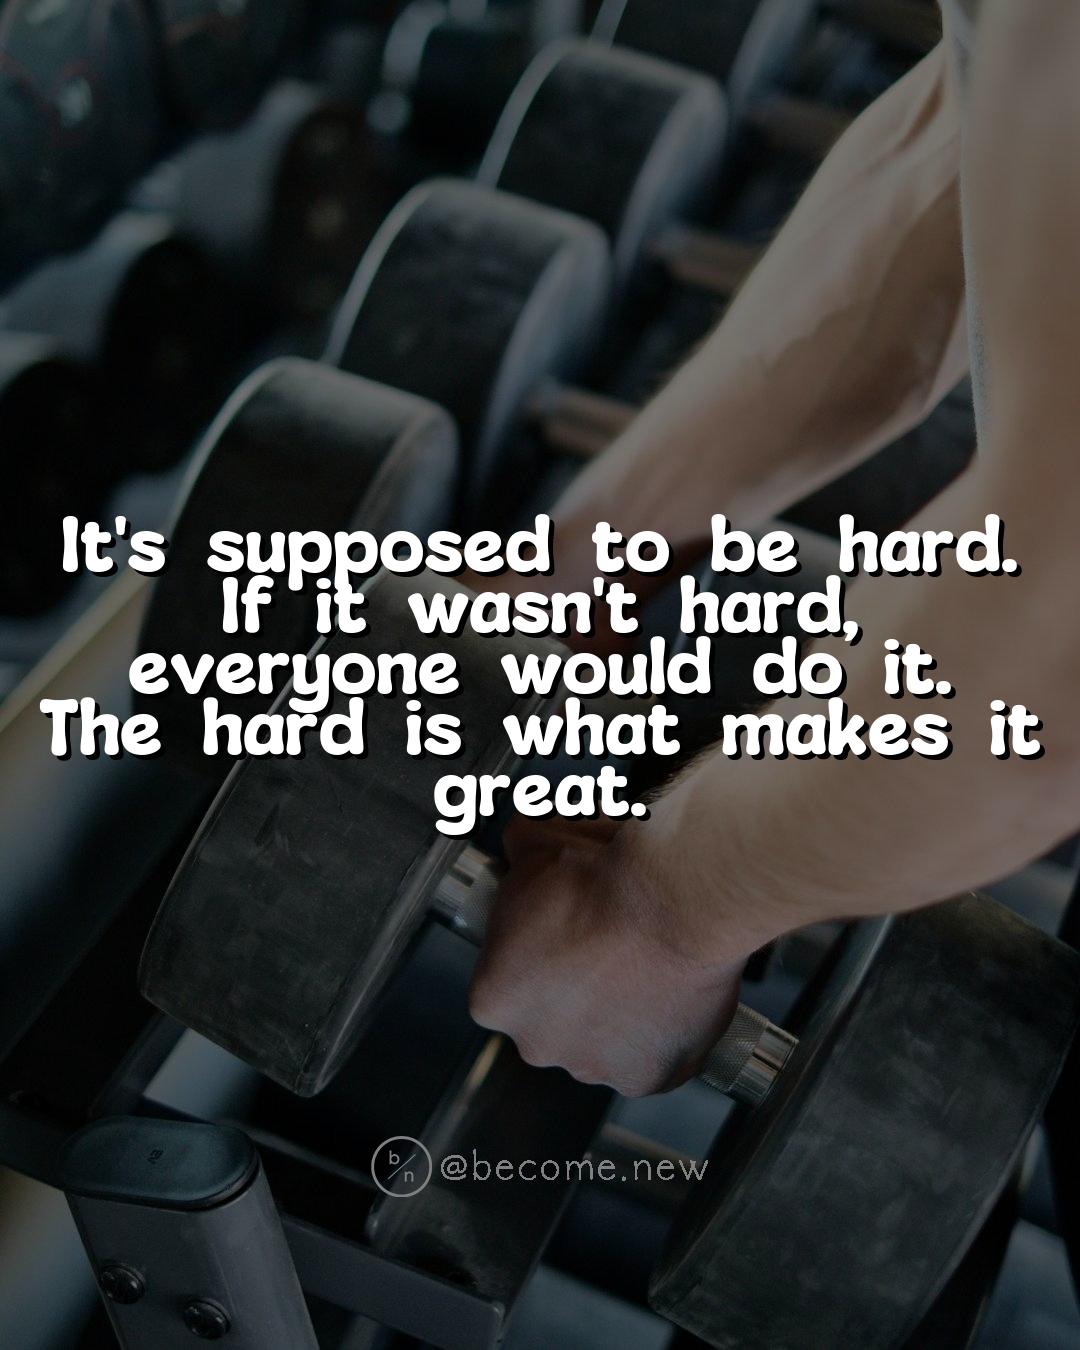 It's supposed to be hard.
If it wasn't hard,
everyone would do it.
The hard is what makes it
great.
b/n @become.new